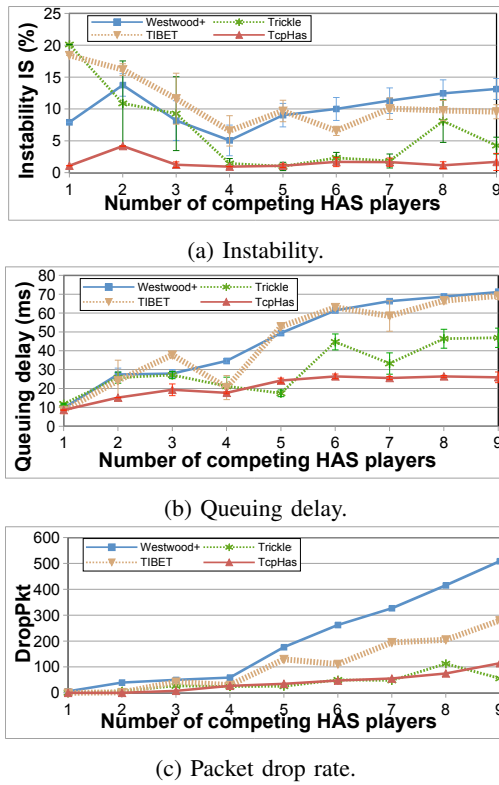 25
20
15
10
5
0
Instability IS (%)
Westwood+ Trickle
TIBET TcpHas
1 2 3 4 5 6 7 8 9
Number of competing HAS players
(a) Instability.
80
70
60
50
40
30
20
10
0
Queuing delay (ms)
Westwood+ Trickle
TIBET TcpHas
1 2 3 4 5 6 7 8 9
Number of competing HAS players
(b) Queuing delay.
600
500
400
300
200
100
0
DropPkt
Westwood+ Trickle
TIBET TcpHas
1 2 3 4 5 6 7 8 9
Number of competing HAS players
(c) Packet drop rate.